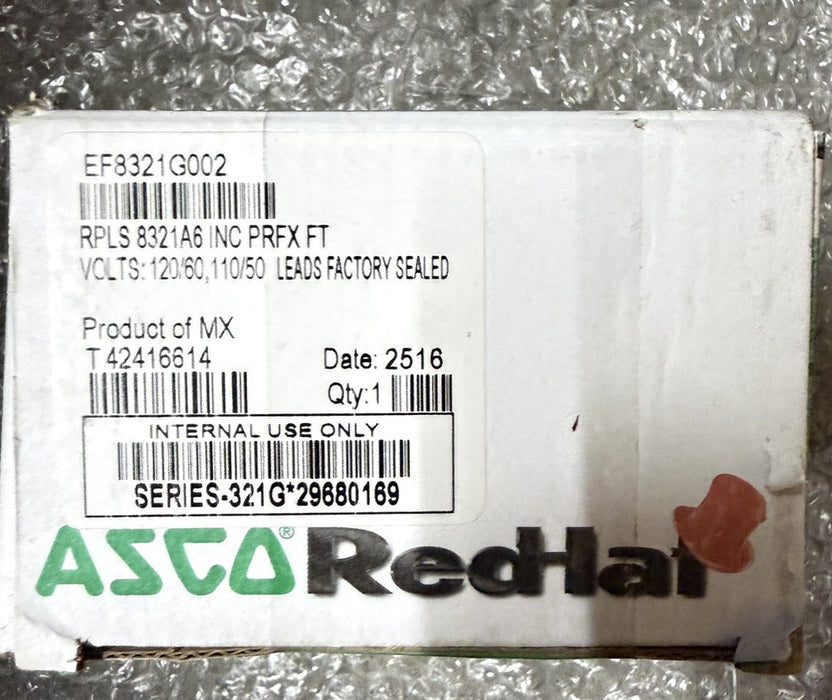 EF8321G002
RPLS 8321A6 INC PRFX FT
VOLTS: 120/60,110/50 LEADS FACTORY SEALED
Product of MX
T 42416614 Date: 2516
Qty:1
INTERNAL USE ONLY
SERIES-321G*29680169
ASCO® RedHat